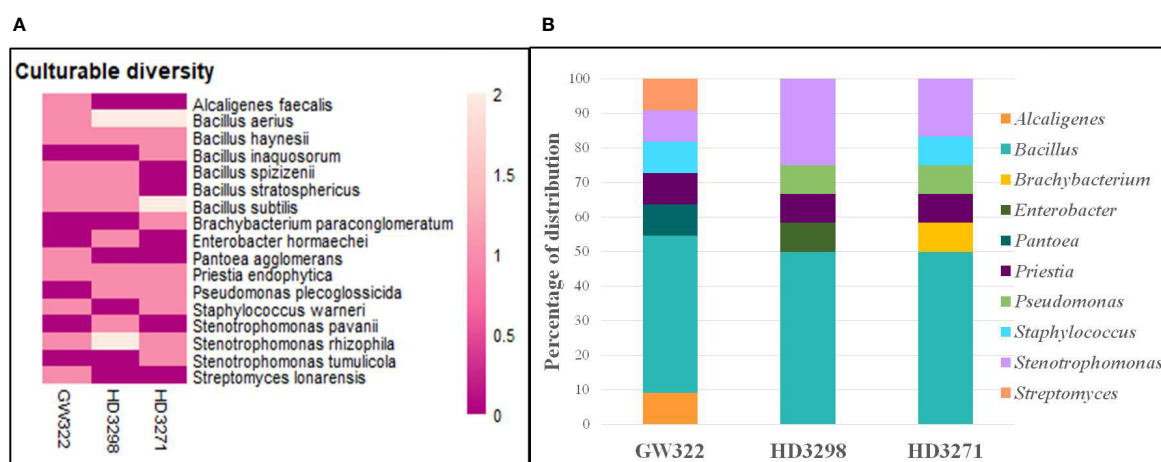 A
Culturable diversity
Alcaligenes faecalis
Bacillus aerius
Bacillus haynesii
Bacillus inaquosorum
Bacillus spizizenii
Bacillus stratosphericus
Bacillus subtilis
Brachybacterium paraconglomeratum
Enterobacter hormaechei
Pantoea agglomerans
Priestia endophytica
Pseudomonas plecoglossicida
Staphylococcus warneri
Stenotrophomonas pavanii
Stenotrophomonas rhizophila
Stenotrophomonas tumulicola
Streptomyces lonarensis
GW322
HD3298
HD3271
2
1.5
1
0.5
0
B
Percentage of distribution
100
90
80
70
60
50
40
30
20
10
0
GW322 HD3298 HD3271
Alcaligenes
Bacillus
Brachybacterium
Enterobacter
Pantoea
Priestia
Pseudomonas
Staphylococcus
Stenotrophomonas
Streptomyces